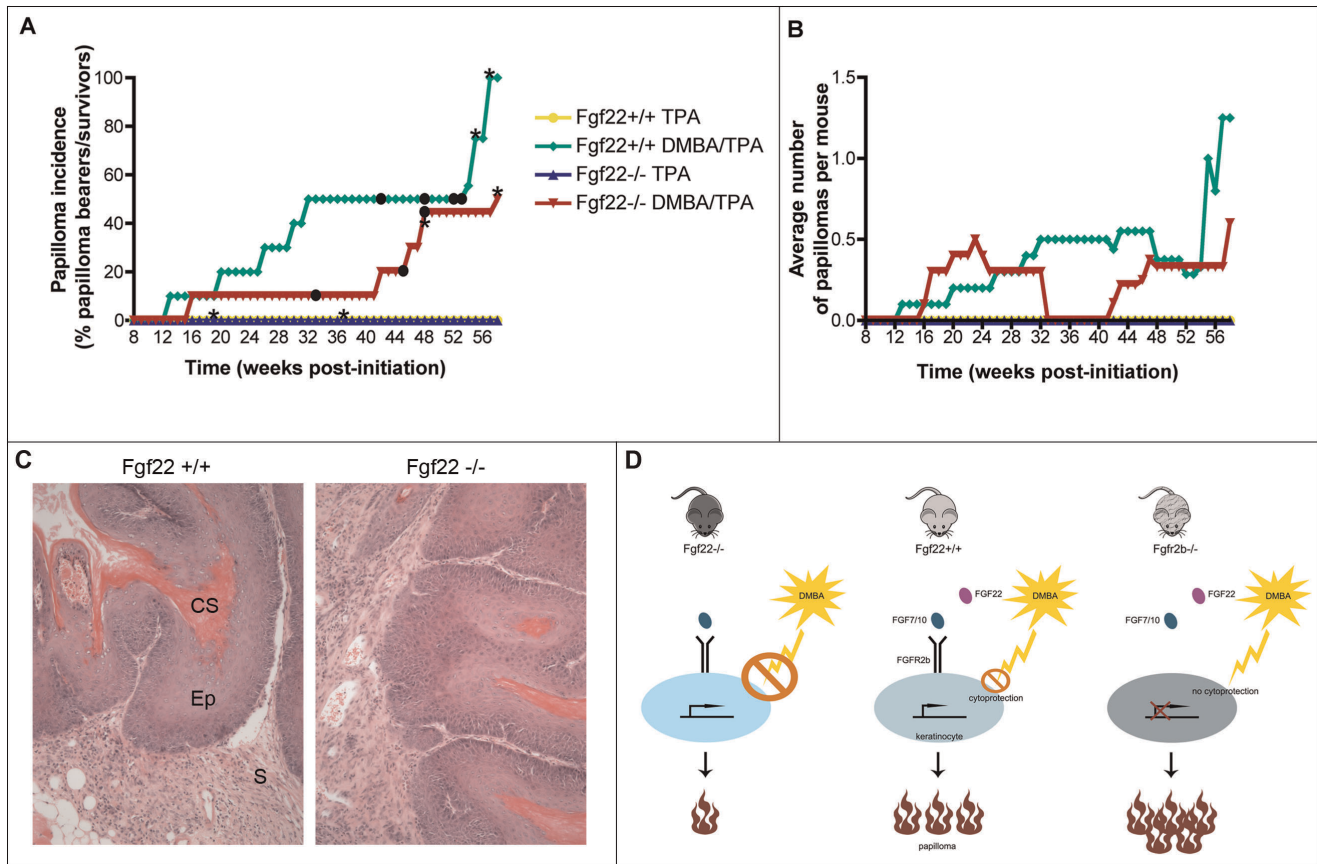 A
Papilloma incidence
(% papilloma bearers/survivors)
100
80
60
40
20
0
8 12 16 20 24 28 32 36 40 44 48 52 56
Time (weeks post-initiation)
Fgf22+/+ TPA
Fgf22+/+ DMBA/TPA
Fgf22-/- TPA
Fgf22-/- DMBA/TPA
B
Average number
of papillomas per mouse
1.5
1.0
0.5
0.0
8 12 16 20 24 28 32 36 40 44 48 52 56
Time (weeks post-initiation)
C
Fgf22 +/+
Fgf22 -/-
CS
Ep
S
D
Fgf22-/-
Fgf22+/+
Fgfr2b-/-
DMBA
FGF22
DMBA
FGF22
DMBA
FGF7/10
FGF7/10
FGFR2b
cytoprotection
no cytoprotection
keratinocyte
papilloma